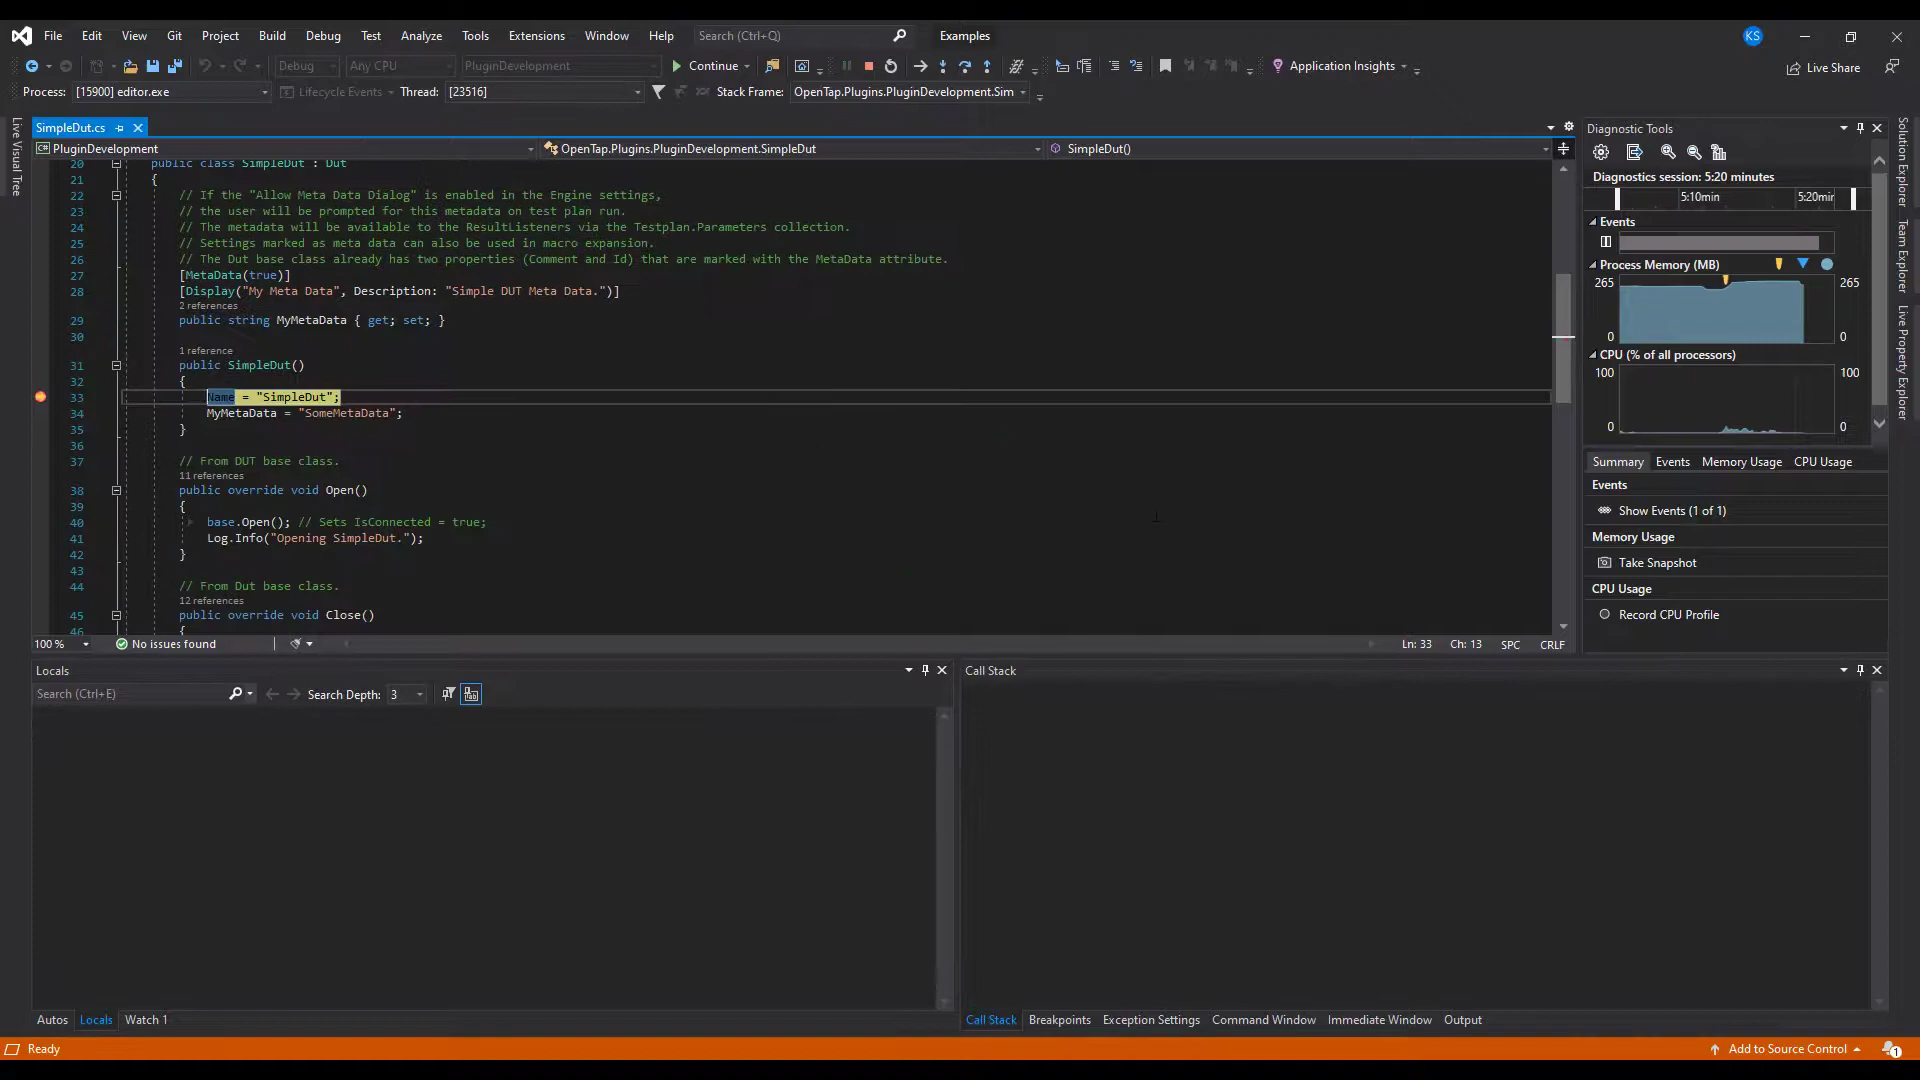 File Edit View Git Project Build Debug Test Analyze Tools Extensions Window Help Search (Ctrl+Q) Examples KS
Debug Any CPU PluginDevelopment Continue Application Insights Live Share
Process: [15900] editor.exe Lifecycle Events Thread: [23516] Stack Frame: OpenTap.Plugins.PluginDevelopment.Sim
Live Visual Tree
SimpleDut.cs
PluginDevelopment OpenTap.Plugins.PluginDevelopment.SimpleDut SimpleDut()
20 public class SimpleDut : Dut
21 {
22 // If the "Allow Meta Data Dialog" is enabled in the Engine settings,
23 // the user will be prompted for this metadata on test plan run.
24 // The metadata will be available to the ResultListeners via the Testplan.Parameters collection.
25 // Settings marked as meta data can also be used in macro expansion.
26 // The Dut base class already has two properties (Comment and Id) that are marked with the MetaData attribute.
27 [MetaData(true)]
28 [Display("My Meta Data", Description: "Simple DUT Meta Data.")]
2 references
29 public string MyMetaData { get; set; }
30
1 reference
31 public SimpleDut()
32 {
33 Name = "SimpleDut";
34 MyMetaData = "SomeMetaData";
35 }
36
37 // From DUT base class.
11 references
38 public override void Open()
39 {
40 base.Open(); // Sets IsConnected = true;
41 Log.Info("Opening SimpleDut.");
42 }
43
44 // From Dut base class.
12 references
45 public override void Close()
46 {
100 % No issues found Ln: 33 Ch: 13 SPC CRLF
Diagnostic Tools
Diagnostics session: 5:20 minutes
5:10min 5:20min
Events
Process Memory (MB)
265 265
0 0
CPU (% of all processors)
100 100
0 0
Summary Events Memory Usage CPU Usage
Events
Show Events (1 of 1)
Memory Usage
Take Snapshot
CPU Usage
Record CPU Profile
Solution Explorer
Team Explorer
Live Property Explorer
Locals
Search (Ctrl+E) Search Depth: 3
Autos Locals Watch 1
Call Stack
Call Stack Breakpoints Exception Settings Command Window Immediate Window Output
Ready Add to Source Control 1